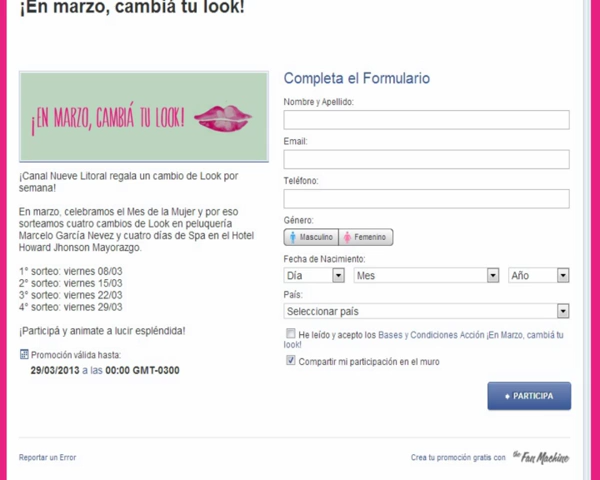 ¡En marzo, cambiá tu look!
¡EN MARZO, CAMBIÁ TU LOOK!
¡Canal Nueve Litoral regala un cambio de Look por
semana!
En marzo, celebramos el Mes de la Mujer y por eso
sorteamos cuatro cambios de Look en peluquería
Marcelo García Nevez y cuatro días de Spa en el Hotel
Howard Jhonson Mayorazgo.
1° sorteo: viernes 08/03
2° sorteo: viernes 15/03
3° sorteo: viernes 22/03
4° sorteo: viernes 29/03
¡Participá y animate a lucir espléndida!
Promoción válida hasta:
29/03/2013 a las 00:00 GMT-0300
Completa el Formulario
Nombre y Apellido:
Email:
Teléfono:
Género:
Masculino Femenino
Fecha de Nacimiento:
Día Mes Año
País:
Seleccionar país
He leído y acepto los Bases y Condiciones Acción ¡En Marzo, cambiá tu
look!
Compartir mi participación en el muro
PARTICIPA
Reportar un Error
Crea tu promoción gratis con the Fan Machine